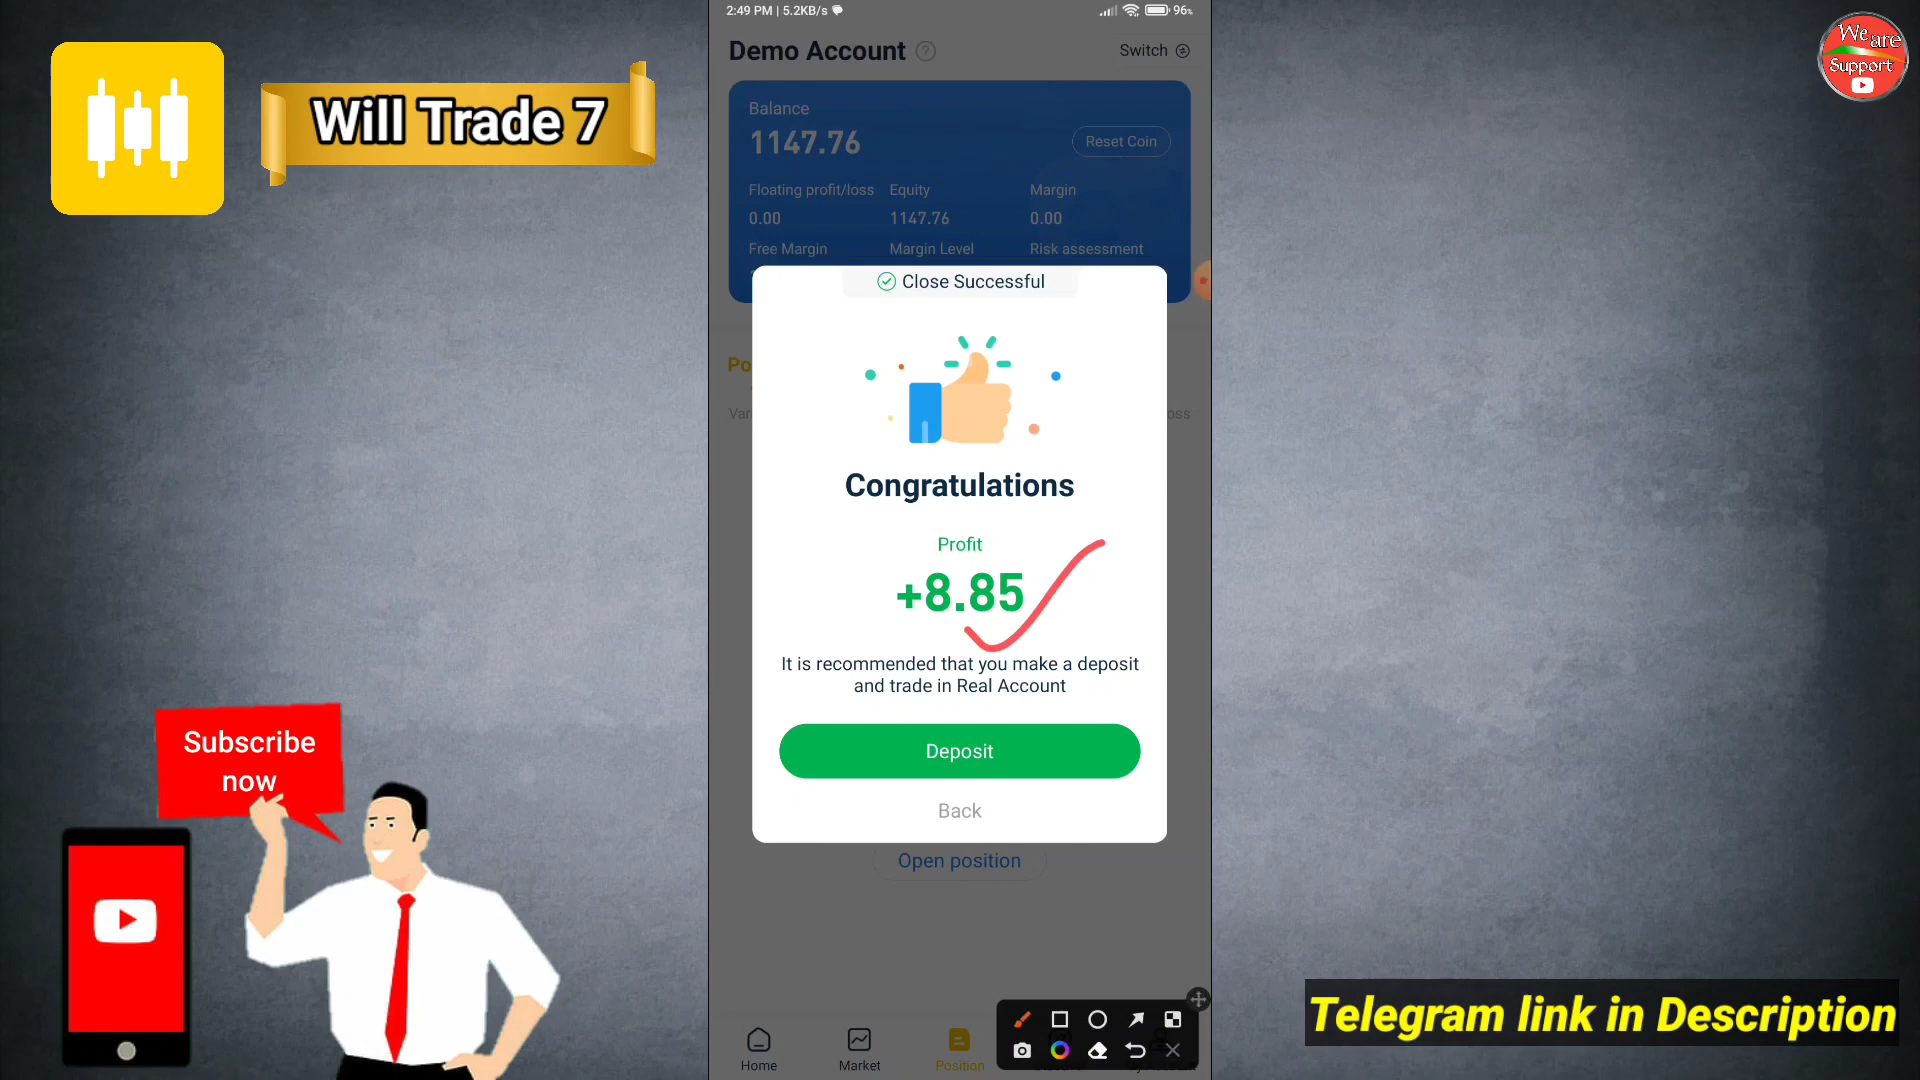 2:49 PM | 5.2KB/s
96%
Demo Account
Switch
Balance
1147.76
Reset Coin
Floating profit/loss Equity Margin
0.00 1147.76 0.00
Free Margin Margin Level Risk assessment
Close Successful
Congratulations
Profit
+8.85
It is recommended that you make a deposit
and trade in Real Account
Deposit
Back
Open position
Home Market Position
Will Trade 7
We are
Support
Subscribe
now
Telegram link in Description